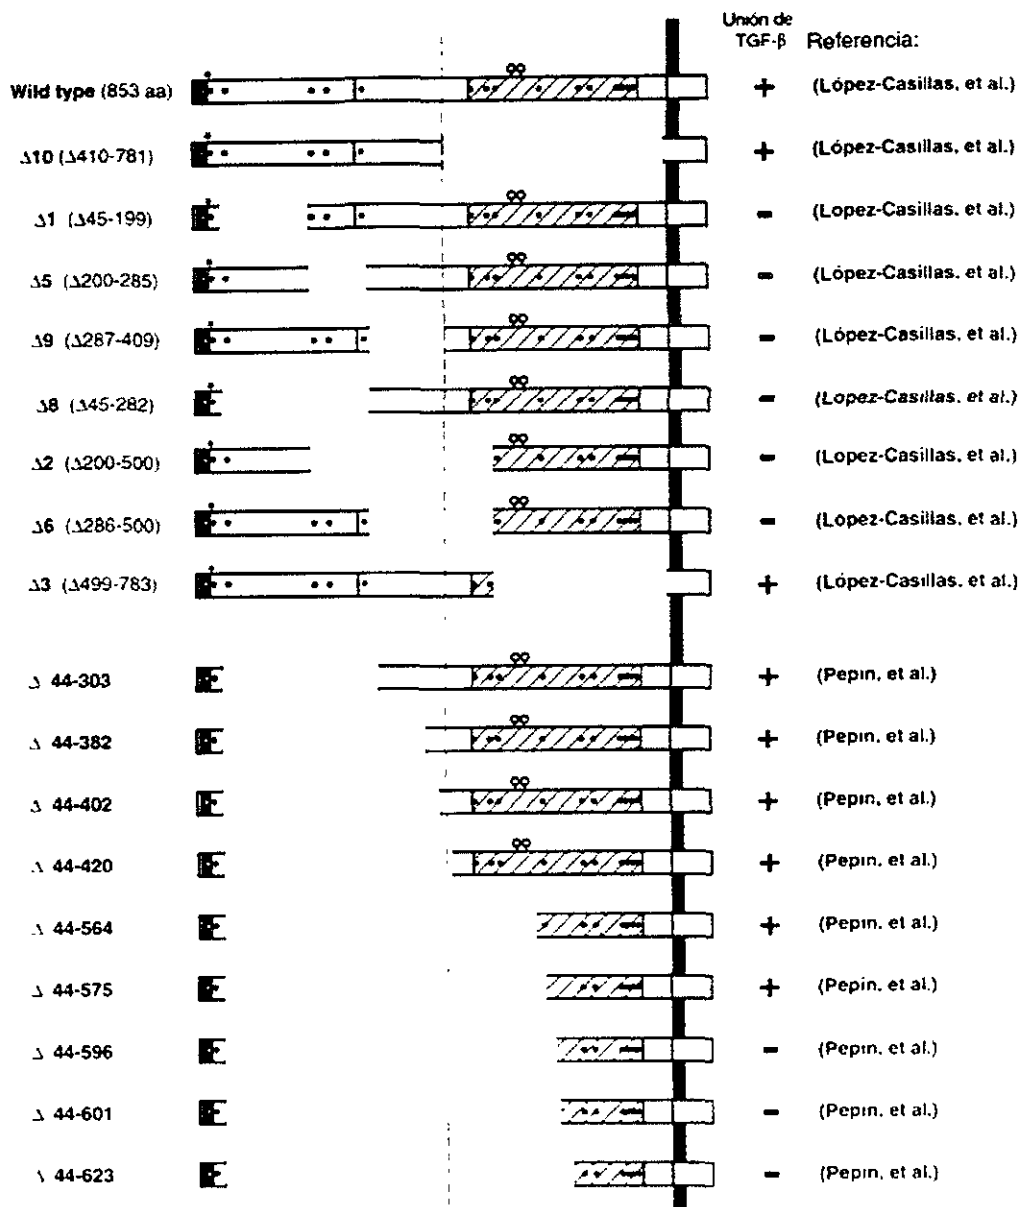 Unión de
TGF-β Referencia:
Wild type (853 aa) + (López-Casillas, et al.)
Δ10 (Δ410-781) + (López-Casillas, et al.)
Δ1 (Δ45-199) - (Lopez-Casillas. et al.)
Δ5 (Δ200-285) - (López-Casillas, et al.)
Δ9 (Δ287-409) - (López-Casillas, et al.)
Δ8 (Δ45-282) - (Lopez-Casillas, et al.)
Δ2 (Δ200-500) - (Lopez-Casillas, et al.)
Δ6 (Δ286-500) - (Lopez-Casillas, et al.)
Δ3 (Δ499-783) + (López-Casillas, et al.)
Δ 44-303 + (Pepin, et al.)
Δ 44-382 + (Pepin, et al.)
Δ 44-402 + (Pepin, et al.)
Δ 44-420 + (Pepin, et al.)
Δ 44-564 + (Pepin, et al.)
Δ 44-575 + (Pepin, et al.)
Δ 44-596 - (Pepin, et al.)
Δ 44-601 - (Pepin, et al.)
Δ 44-623 - (Pepin, et al.)